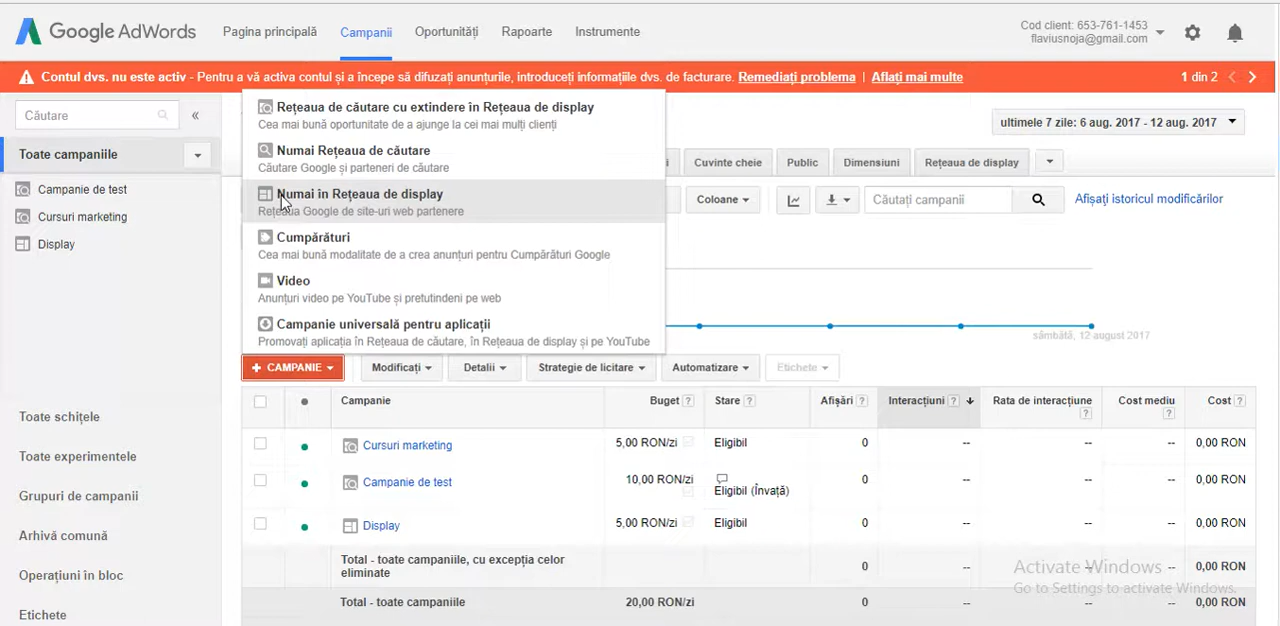 Google AdWords
Pagina principală
Campanii
Oportunități
Rapoarte
Instrumente
Cod client: 653-761-1453
flaviusnoja@gmail.com
Contul dvs. nu este activ - Pentru a vă activa contul și a începe să difuzați anunțurile, introduceți informațiile dvs. de facturare. Remediați problema | Aflați mai multe
1 din 2
Căutare
«
Toate campaniile
Campanie de test
Cursuri marketing
Display
Toate schițele
Toate experimentele
Grupuri de campanii
Arhivă comună
Operațiuni în bloc
Etichete
Rețeaua de căutare cu extindere în Rețeaua de display
Cea mai bună oportunitate de a ajunge la cei mai mulți clienți
Numai Rețeaua de căutare
Căutare Google și parteneri de căutare
Numai în Rețeaua de display
Rețeaua Google de site-uri web partenere
Cumpărături
Cea mai bună modalitate de a crea anunțuri pentru Cumpărături Google
Video
Anunțuri video pe YouTube și pretutindeni pe web
Campanie universală pentru aplicații
Promovați aplicația în Rețeaua de căutare, în Rețeaua de display și pe YouTube
ultimele 7 zile: 6 aug. 2017 - 12 aug. 2017
Cuvinte cheie
Public
Dimensiuni
Rețeaua de display
Coloane
Căutați campanii
Afișați istoricul modificărilor
sâmbătă, 12 august 2017
+ CAMPANIE
Modificați
Detalii
Strategie de licitare
Automatizare
Etichete
Campanie Buget ? Stare ? Afișări ? Interacțiuni ? Rata de interacțiune ? Cost mediu ? Cost ?
Cursuri marketing 5,00 RON/zi Eligibil 0 -- -- -- 0,00 RON
Campanie de test 10,00 RON/zi Eligibil (Învață) 0 -- -- -- 0,00 RON
Display 5,00 RON/zi Eligibil 0 -- -- -- 0,00 RON
Total - toate campaniile, cu excepția celor eliminate 0 -- -- -- 0,00 RON
Total - toate campaniile 20,00 RON/zi 0 -- -- -- 0,00 RON
Activate Windows
Go to Settings to activate Windows.